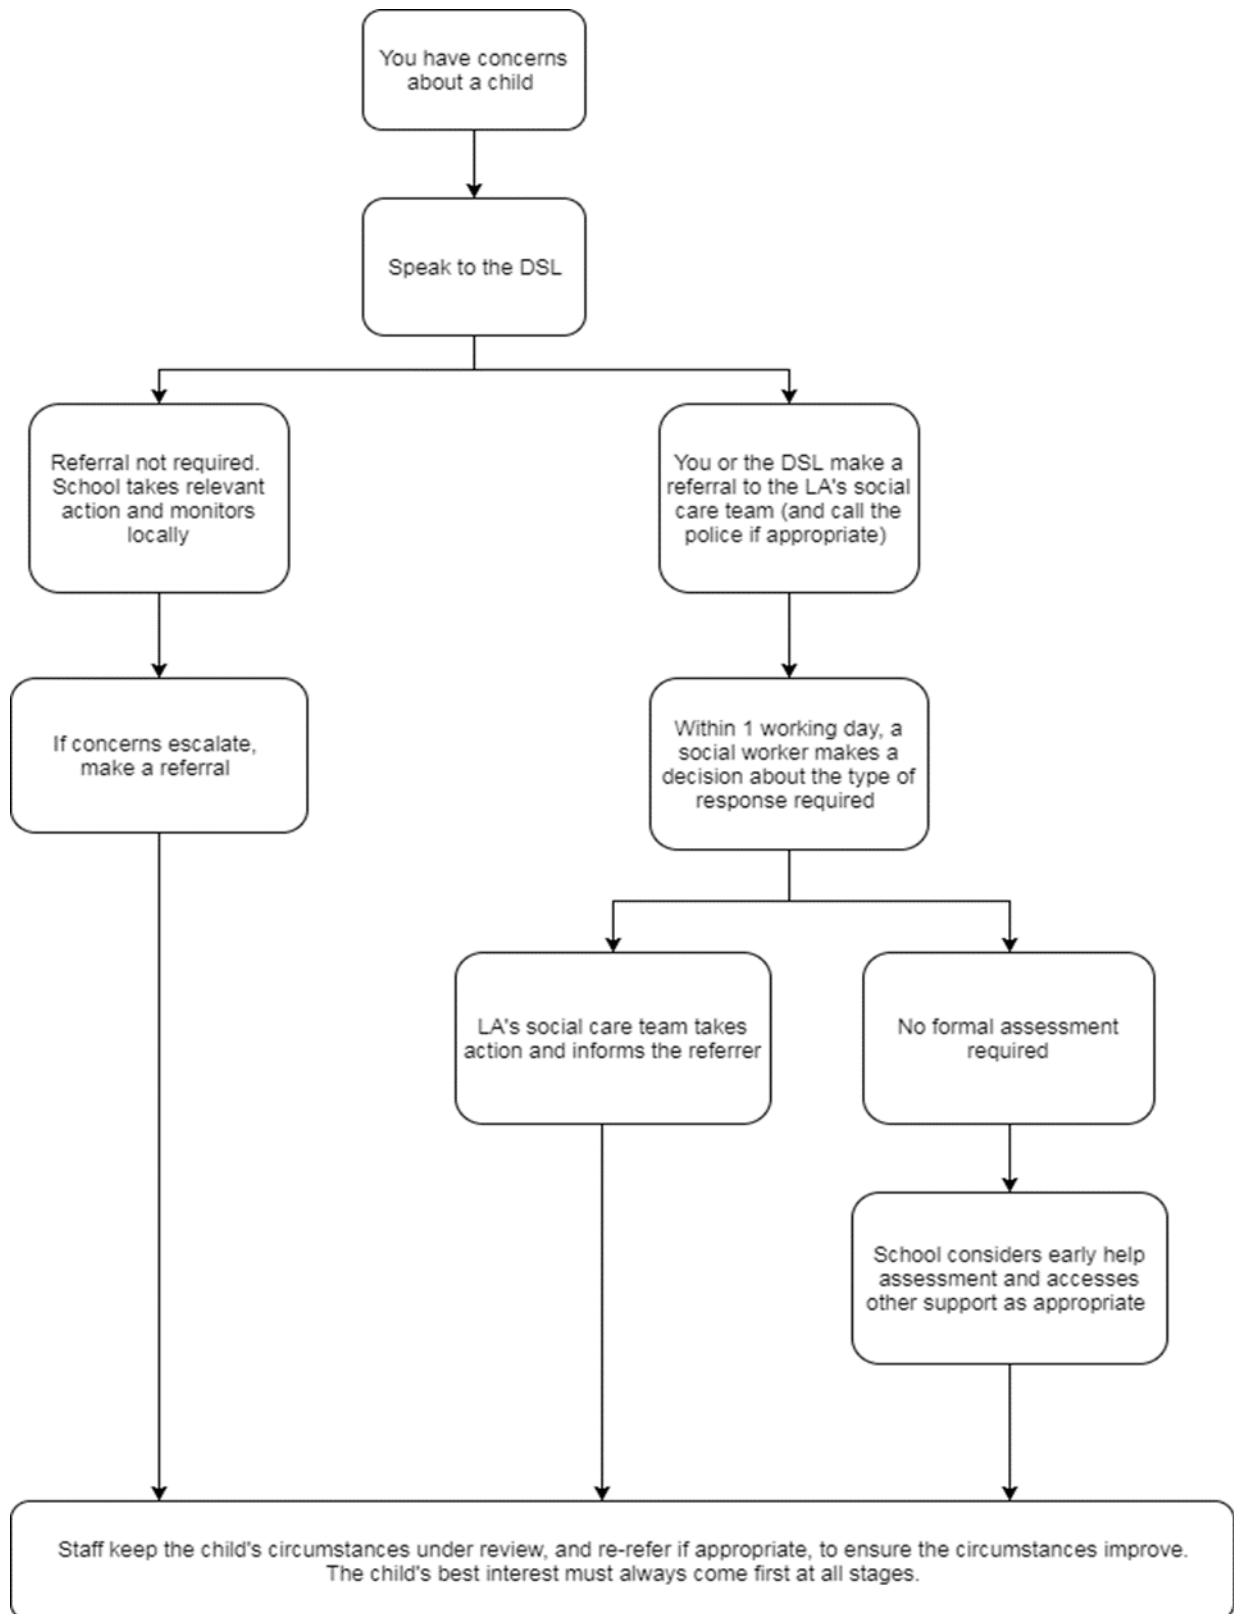 You have concerns
about a child
Speak to the DSL
Referral not required.
School takes relevant
action and monitors
locally
You or the DSL make a
referral to the LA's social
care team (and call the
police if appropriate)
If concerns escalate,
make a referral
Within 1 working day, a
social worker makes a
decision about the type of
response required
LA's social care team takes
action and informs the referrer
No formal assessment
required
School considers early help
assessment and accesses
other support as appropriate
Staff keep the child's circumstances under review, and re-refer if appropriate, to ensure the circumstances improve.
The child's best interest must always come first at all stages.